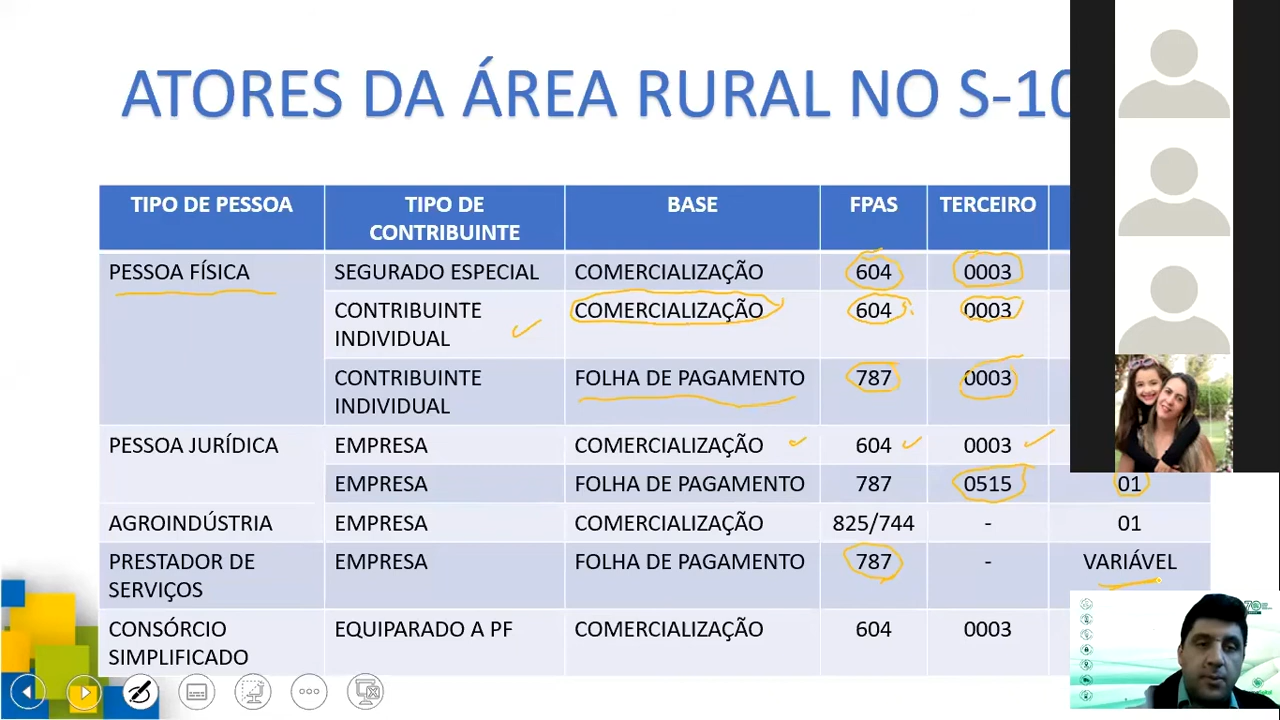 ATORES DA ÁREA RURAL NO S-10
TIPO DE PESSOA
TIPO DE
CONTRIBUINTE
BASE
FPAS
TERCEIRO
PESSOA FÍSICA
SEGURADO ESPECIAL
COMERCIALIZAÇÃO
604
0003
CONTRIBUINTE
INDIVIDUAL
COMERCIALIZAÇÃO
604
0003
CONTRIBUINTE
INDIVIDUAL
FOLHA DE PAGAMENTO
787
0003
PESSOA JURÍDICA
EMPRESA
COMERCIALIZAÇÃO
604
0003
EMPRESA
FOLHA DE PAGAMENTO
787
0515
01
AGROINDÚSTRIA
EMPRESA
COMERCIALIZAÇÃO
825/744
-
01
PRESTADOR DE
SERVIÇOS
EMPRESA
FOLHA DE PAGAMENTO
787
-
VARIÁVEL
CONSÓRCIO
SIMPLIFICADO
EQUIPARADO A PF
COMERCIALIZAÇÃO
604
0003